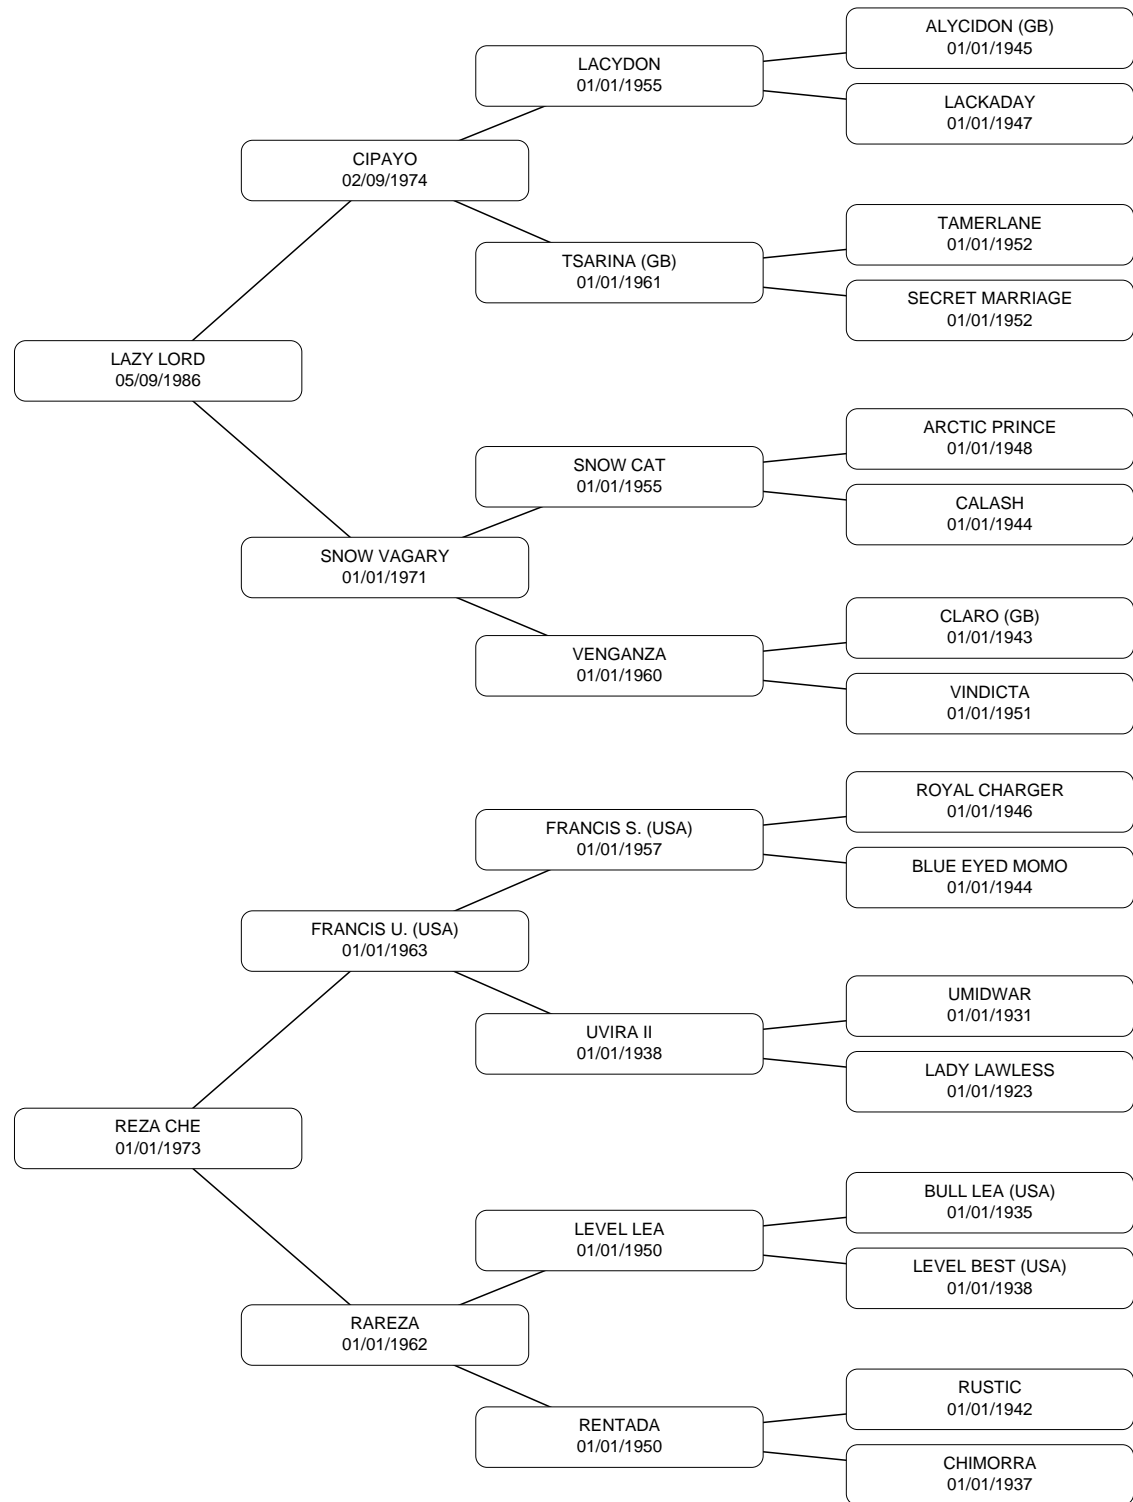 ALYCIDON (GB)
01/01/1945
LACYDON
01/01/1955
LACKADAY
01/01/1947
CIPAYO
02/09/1974
TAMERLANE
01/01/1952
TSARINA (GB)
01/01/1961
SECRET MARRIAGE
01/01/1952
LAZY LORD
05/09/1986
ARCTIC PRINCE
01/01/1948
SNOW CAT
01/01/1955
CALASH
01/01/1944
SNOW VAGARY
01/01/1971
CLARO (GB)
01/01/1943
VENGANZA
01/01/1960
VINDICTA
01/01/1951
ROYAL CHARGER
01/01/1946
FRANCIS S. (USA)
01/01/1957
BLUE EYED MOMO
01/01/1944
FRANCIS U. (USA)
01/01/1963
UMIDWAR
01/01/1931
UVIRA II
01/01/1938
LADY LAWLESS
01/01/1923
REZA CHE
01/01/1973
BULL LEA (USA)
01/01/1935
LEVEL LEA
01/01/1950
LEVEL BEST (USA)
01/01/1938
RAREZA
01/01/1962
RUSTIC
01/01/1942
RENTADA
01/01/1950
CHIMORRA
01/01/1937